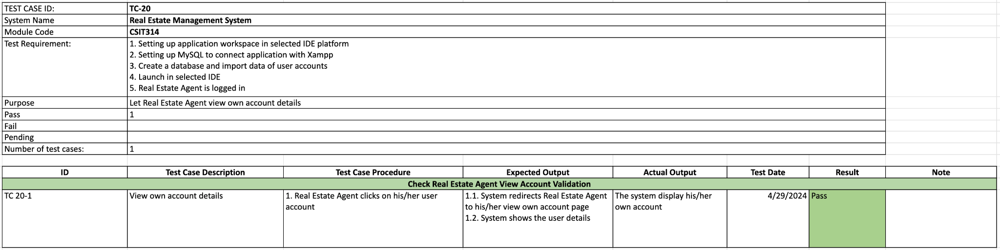 TEST CASE ID: TC-20
System Name Real Estate Management System
Module Code CSIT314
Test Requirement: 1. Setting up application workspace in selected IDE platform
2. Setting up MySQL to connect application with Xampp
3. Create a database and import data of user accounts
4. Launch in selected IDE
5. Real Estate Agent is logged in
Purpose Let Real Estate Agent view own account details
Pass 1
Fail
Pending
Number of test cases: 1
ID Test Case Description Test Case Procedure Expected Output Actual Output Test Date Result Note
Check Real Estate Agent View Account Validation
TC 20-1 View own account details 1. Real Estate Agent clicks on his/her user 1.1. System redirects Real Estate Agent The system display his/her 4/29/2024 Pass
account to his/her view own account page own account
1.2. System shows the user details